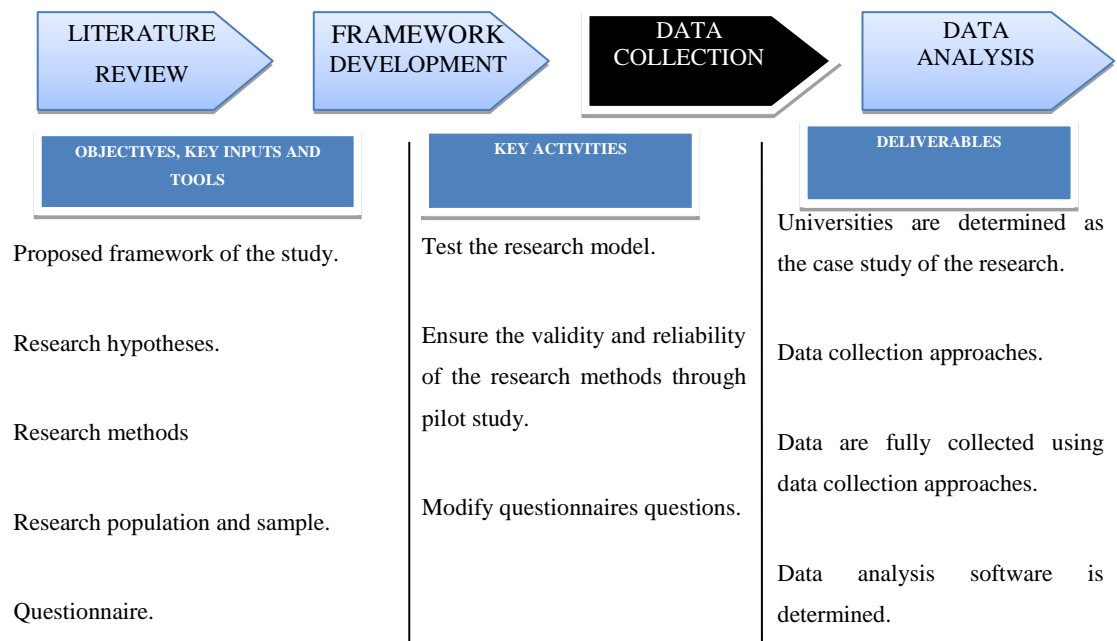 LITERATURE
REVIEW
FRAMEWORK
DEVELOPMENT
DATA
COLLECTION
DATA
ANALYSIS
OBJECTIVES, KEY INPUTS AND
TOOLS
Proposed framework of the study.
Research hypotheses.
Research methods
Research population and sample.
Questionnaire.
KEY ACTIVITIES
Test the research model.
Ensure the validity and reliability
of the research methods through
pilot study.
Modify questionnaires questions.
DELIVERABLES
Universities are determined as
the case study of the research.
Data collection approaches.
Data are fully collected using
data collection approaches.
Data analysis software is
determined.